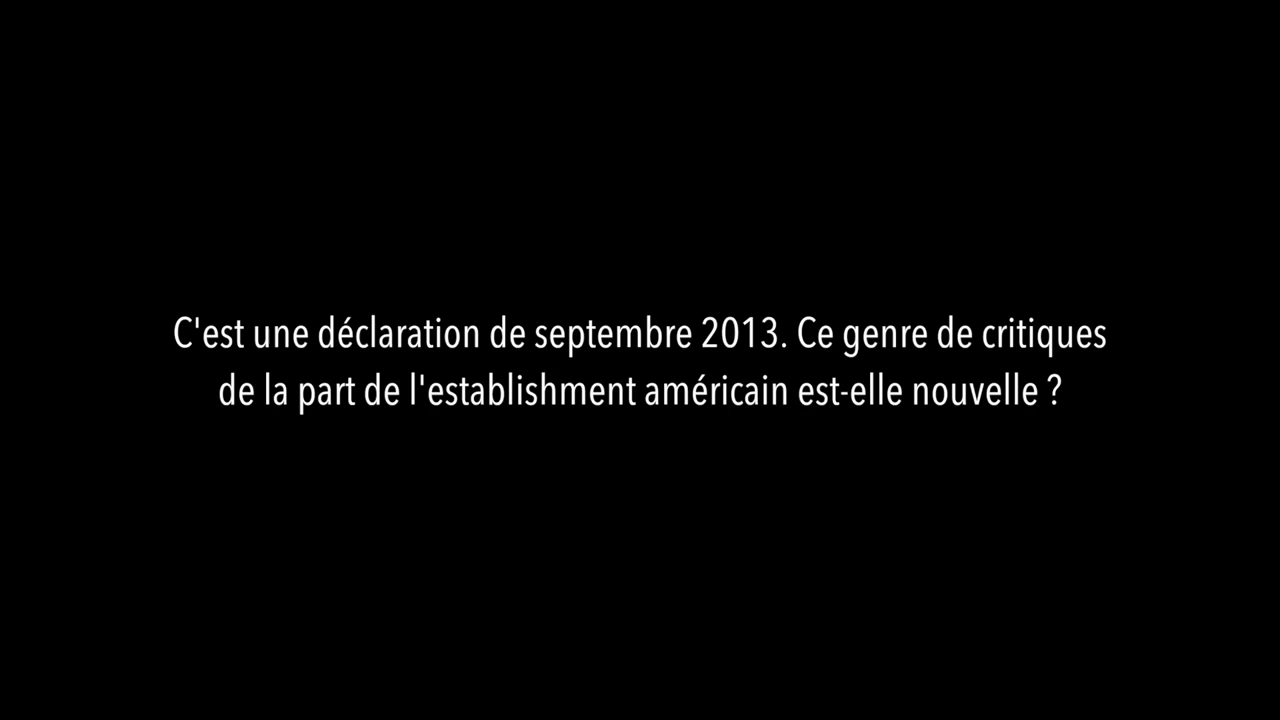 C'est une déclaration de septembre 2013. Ce genre de critiques
de la part de l'establishment américain est-elle nouvelle ?